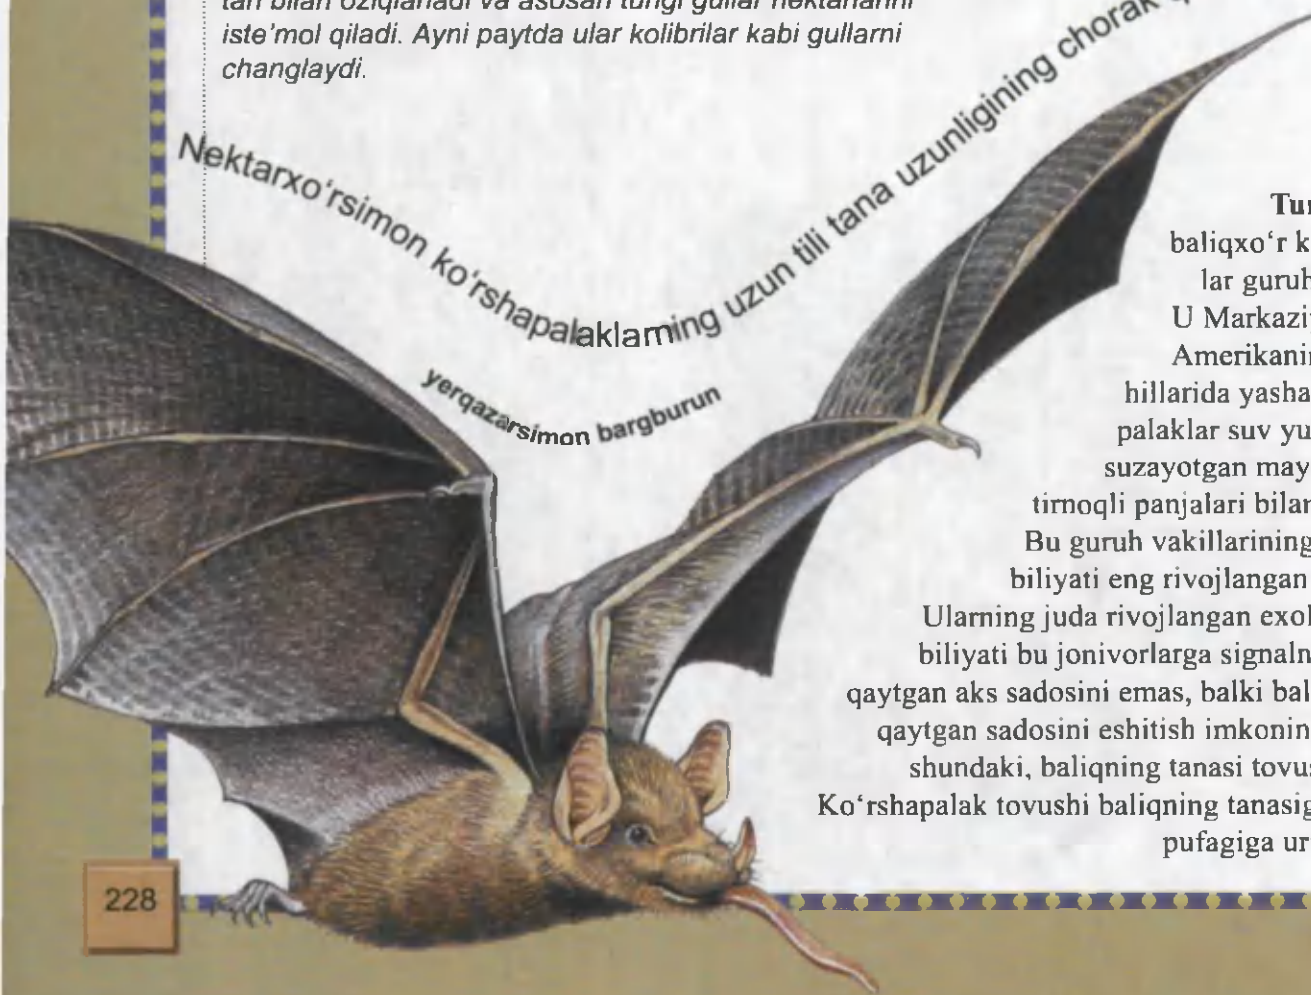 tan bilan oziqlanadi va asosan tungi gullar nektarlarini
iste'mol qiladi. Ayni paytda ular kolibrilar kabi gullarni
changlaydi.
Nektarxo'rsimon ko'rshapalaklarning uzun tili tana uzunligining chorak q
yerqazarsimon bargburun
Tur
baliqxo‘r k
lar guruh
U Markazi
Amerikani
hillarida yasha
palaklar suv yu
suzayotgan may
tirnoqli panjalari bilan
Bu guruh vakillarining
biliyati eng rivojlangan
Ularning juda rivojlangan exol
biliyati bu jonivorlarga signaln
qaytgan aks sadosini emas, balki bal
qaytgan sadosini eshitish imkonin
shundaki, baliqning tanasi tovus
Ko‘rshapalak tovushi baliqning tanasig
pufagiga ur
228